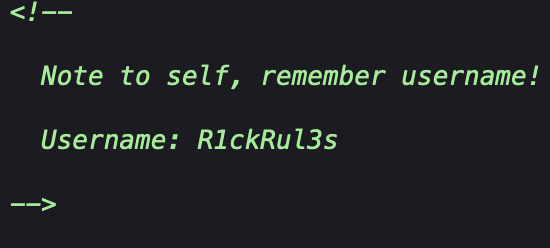 <!--
Note to self, remember username!
Username: R1ckRul3s
-->